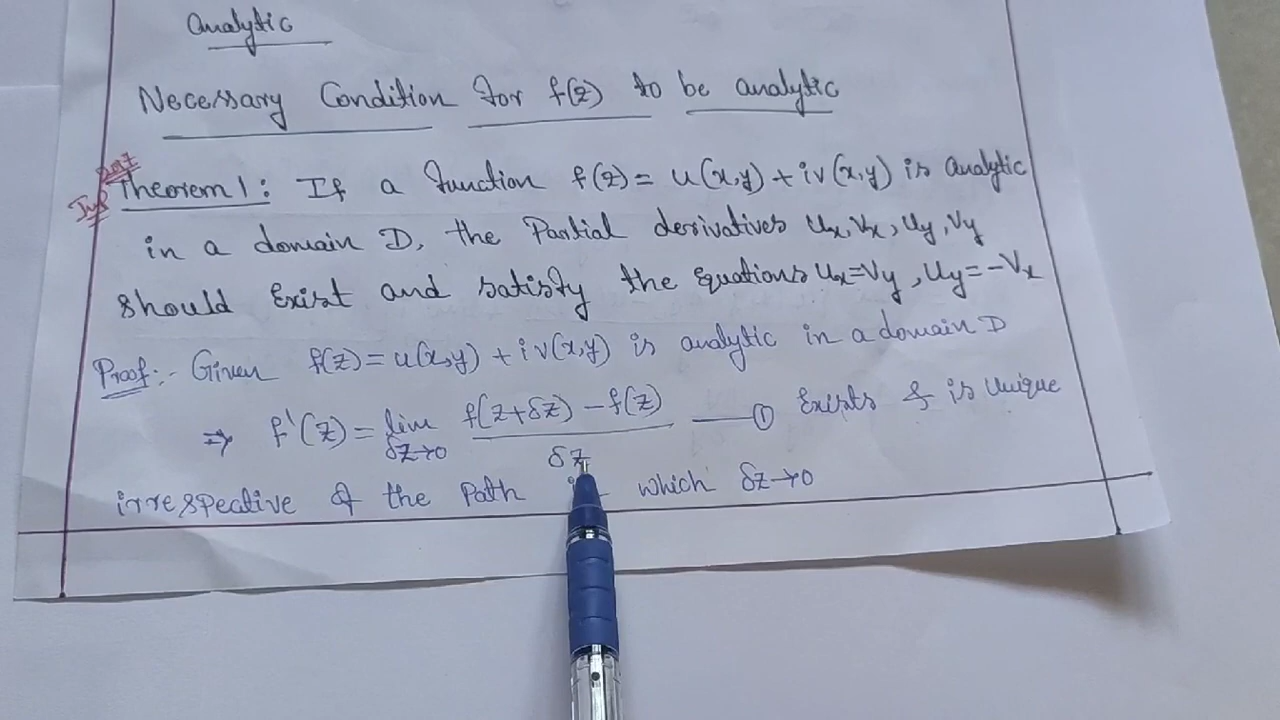 Analytic
Necessary Condition for f(z) to be analytic
Theorem 1: If a function f(z) = u(x,y) + iv(x,y) is analytic
in a domain D, the Partial derivatives ux, vx, uy, vy
should Exist and satisfy the Equations ux=vy, uy=-vx
Proof:- Given f(z) = u(x,y) + iv(x,y) is analytic in a domain D
⇒ f'(z) = lim δz→0 f(z+δz) - f(z) / δz —① Exists & is Unique
irrespective of the Path which δz→0